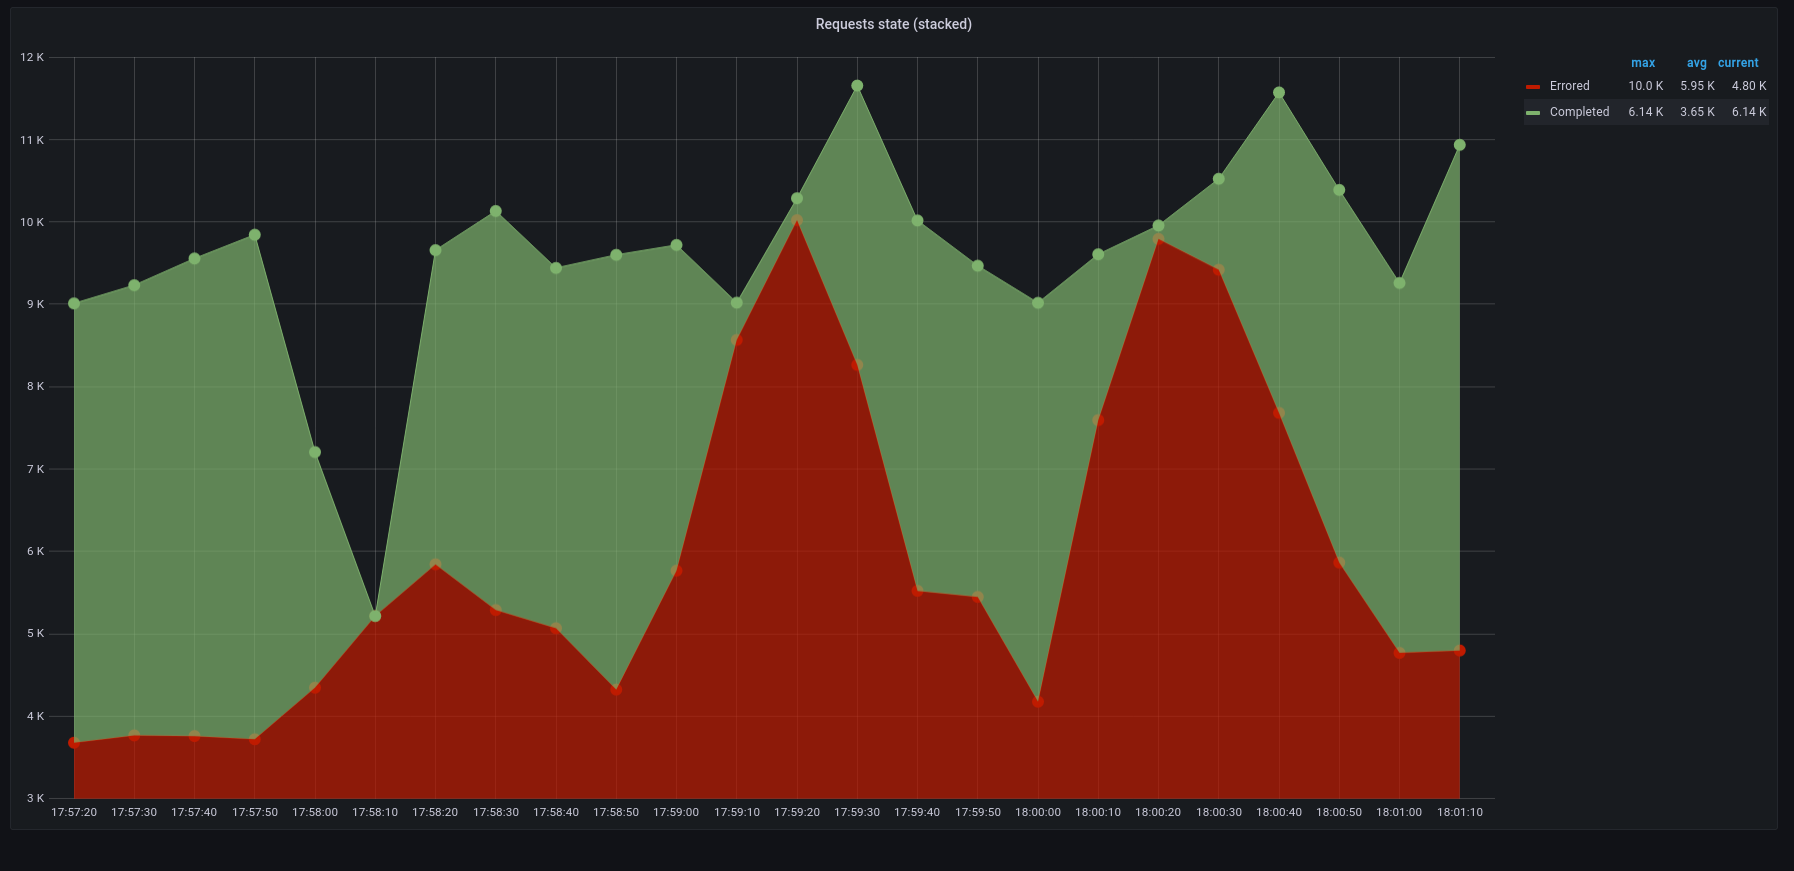 Requests state (stacked)
12 K
11 K
10 K
9 K
8 K
7 K
6 K
5 K
4 K
3 K
17:57:20 17:57:30 17:57:40 17:57:50 17:58:00 17:58:10 17:58:20 17:58:30 17:58:40 17:58:50 17:59:00 17:59:10 17:59:20 17:59:30 17:59:40 17:59:50 18:00:00 18:00:10 18:00:20 18:00:30 18:00:40 18:00:50 18:01:00 18:01:10
max avg current
Errored 10.0 K 5.95 K 4.80 K
Completed 6.14 K 3.65 K 6.14 K